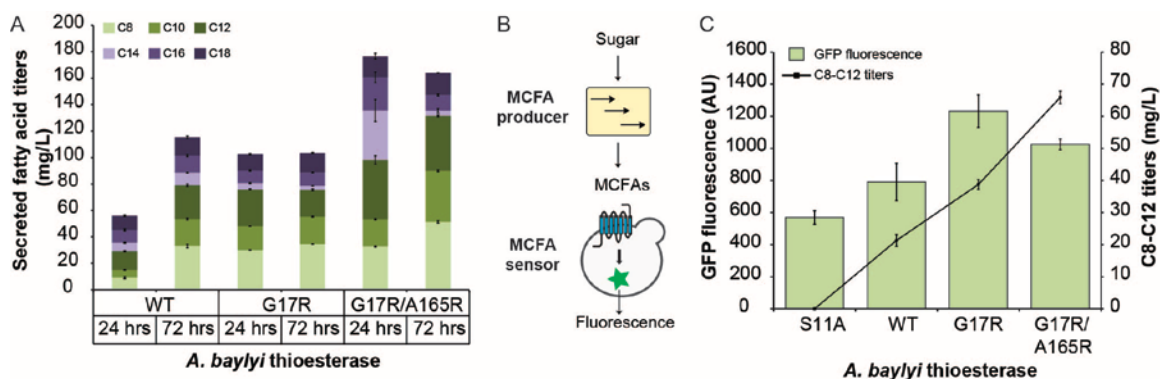 A
200
180
160
140
120
100
80
60
40
20
0
Secreted fatty acid titers
(mg/L)
C8 C10 C12
C14 C16 C18
WT G17R G17R/A165R
24 hrs 72 hrs 24 hrs 72 hrs 24 hrs 72 hrs
A. baylyi thioesterase
B
Sugar
MCFA
producer
MCFAs
MCFA
sensor
Fluorescence
C
1600
1400
1200
1000
800
600
400
200
0
GFP fluorescence (AU)
GFP fluorescence
C8-C12 titers
80
70
60
50
40
30
20
10
0
C8-C12 titers (mg/L)
S11A WT G17R G17R/
A165R
A. baylyi thioesterase